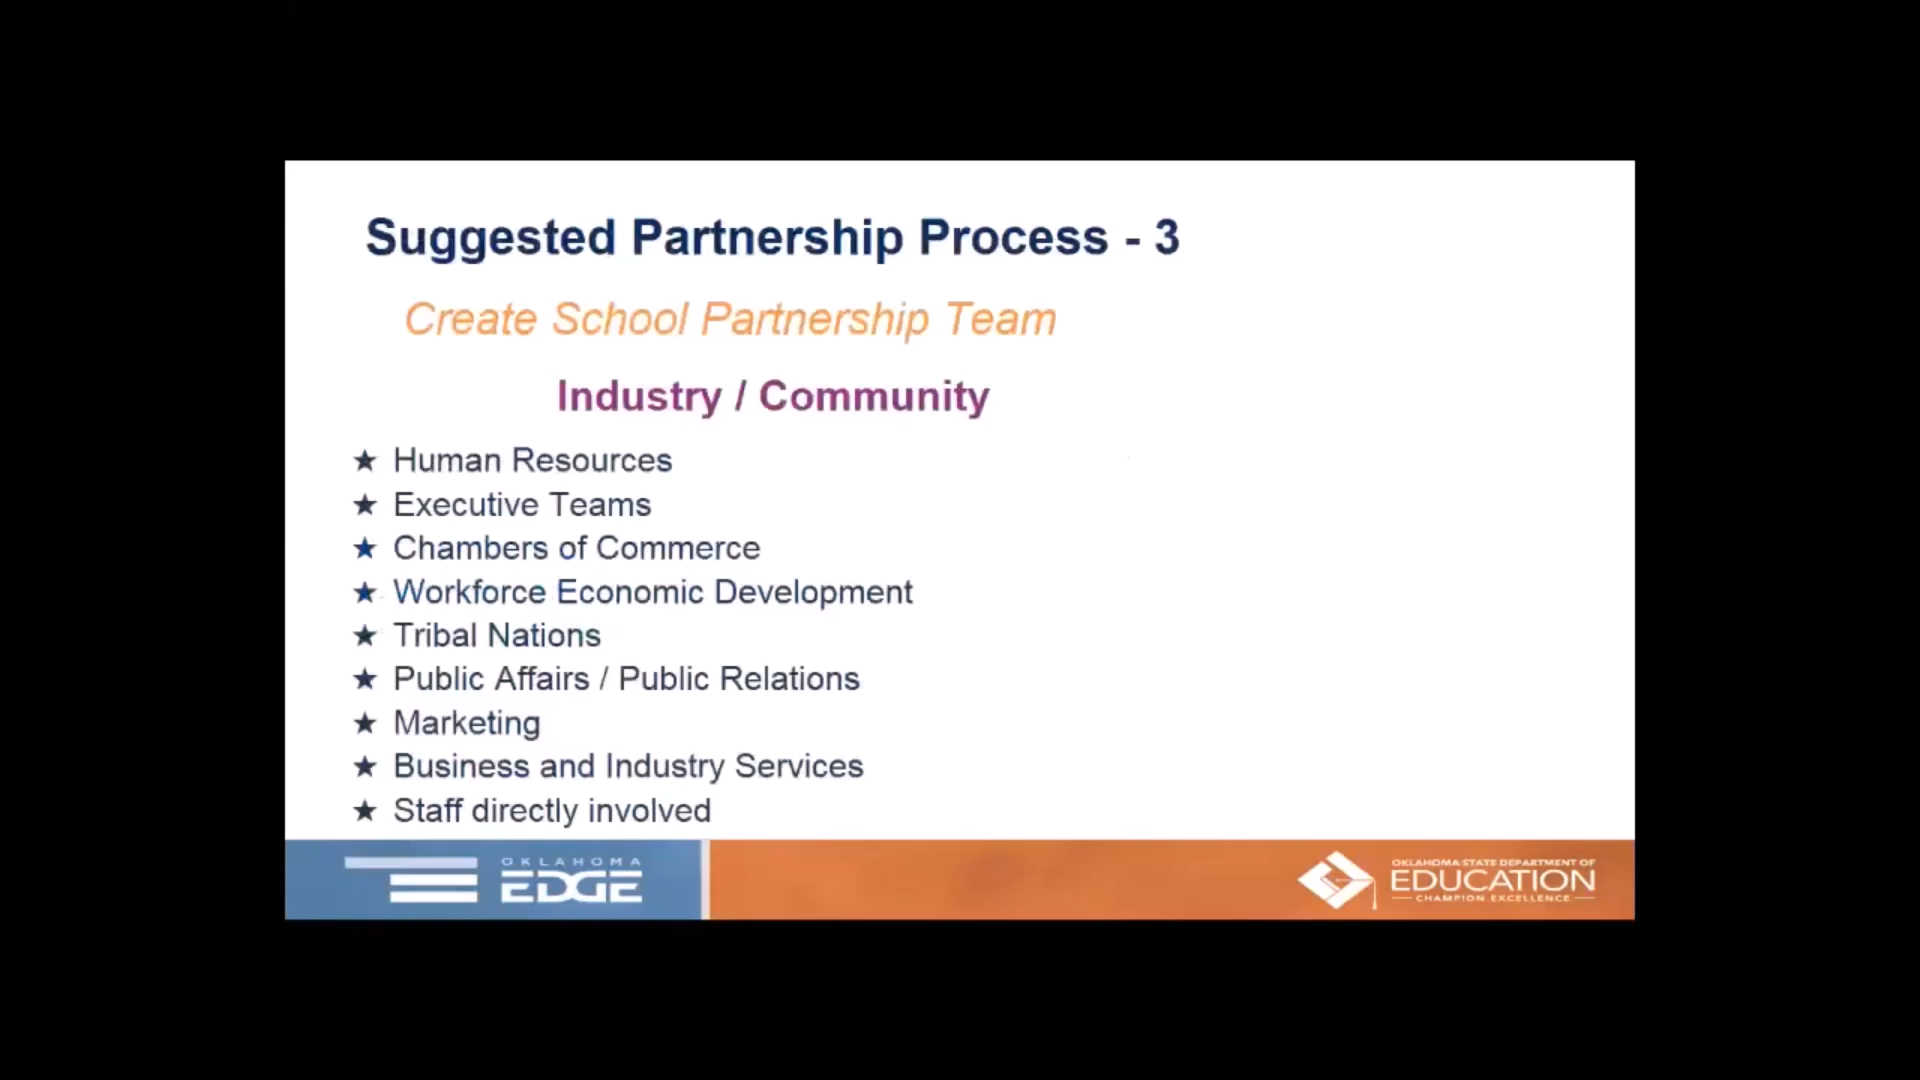 Suggested Partnership Process - 3
Create School Partnership Team
Industry / Community
★ Human Resources
★ Executive Teams
★ Chambers of Commerce
★ Workforce Economic Development
★ Tribal Nations
★ Public Affairs / Public Relations
★ Marketing
★ Business and Industry Services
★ Staff directly involved
OKLAHOMA
EDGE
OKLAHOMA STATE DEPARTMENT OF
EDUCATION
CHAMPION EXCELLENCE